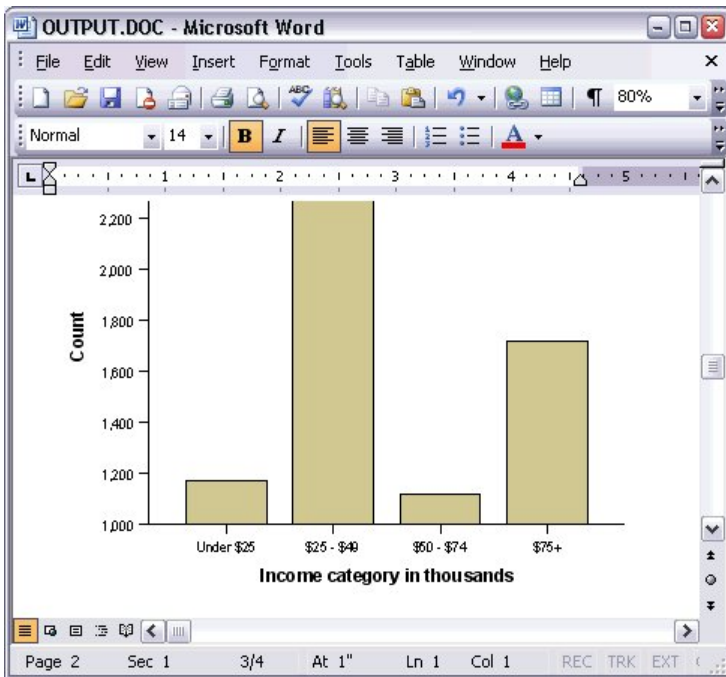 OUTPUT.DOC - Microsoft Word
File Edit View Insert Format Tools Table Window Help
ABC 80%
Normal 14 B I A
L 1 2 3 4 5
2,200
2,000
1,800
1,600
1,400
1,200
1,000
Count
Under $25 $25 - $49 $50 - $74 $75+
Income category in thousands
Page 2 Sec 1 3/4 At 1" Ln 1 Col 1 REC TRK EXT